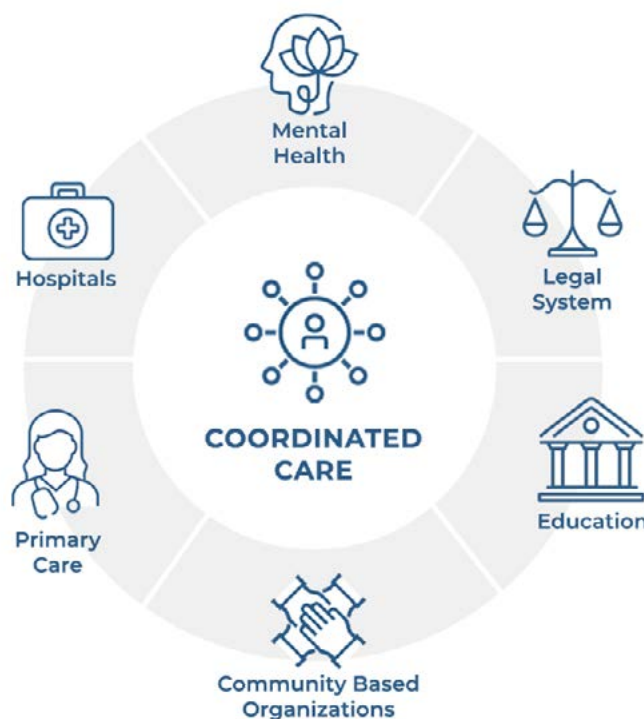 Mental
Health
Hospitals
Legal
System
COORDINATED
CARE
Primary
Care
Education
Community Based
Organizations